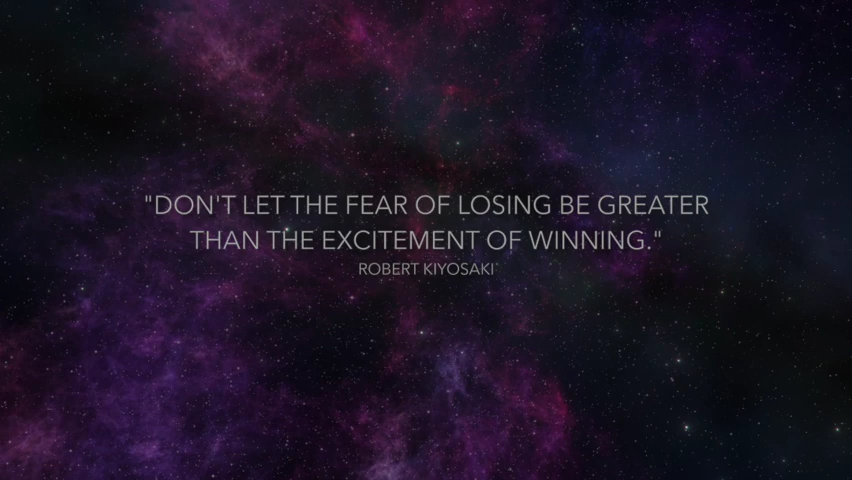 "DON'T LET THE FEAR OF LOSING BE GREATER
THAN THE EXCITEMENT OF WINNING."
ROBERT KIYOSAKI